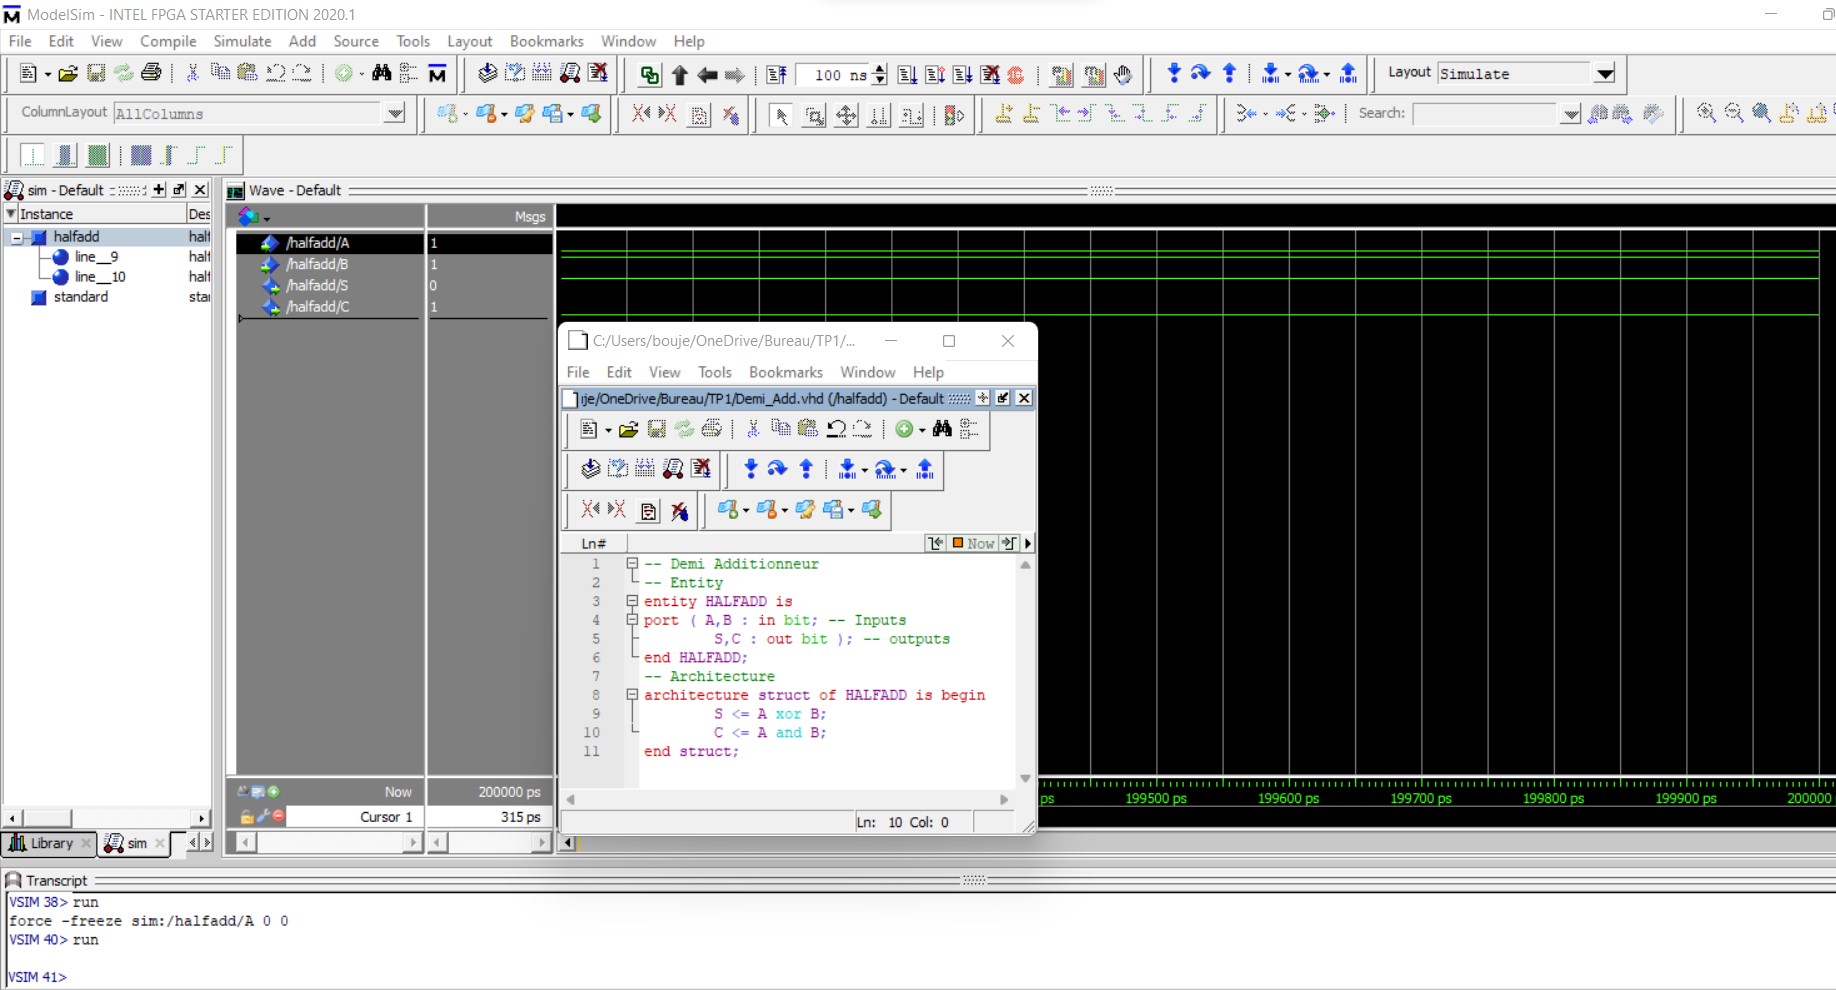 ModelSim - INTEL FPGA STARTER EDITION 2020.1
File Edit View Compile Simulate Add Source Tools Layout Bookmarks Window Help
100 ns
Layout Simulate
ColumnLayout AllColumns
Search:
sim - Default
Wave - Default
Instance Des
Msgs
halfadd half
line__9 half
line__10 half
standard star
/halfadd/A 1
/halfadd/B 1
/halfadd/S 0
/halfadd/C 1
C:/Users/bouje/OneDrive/Bureau/TP1/...
File Edit View Tools Bookmarks Window Help
ije/OneDrive/Bureau/TP1/Demi_Add.vhd (/halfadd) - Default
Ln#
Now
1 -- Demi Additionneur
2 -- Entity
3 entity HALFADD is
4 port ( A,B : in bit; -- Inputs
5 S,C : out bit ); -- outputs
6 end HALFADD;
7 -- Architecture
8 architecture struct of HALFADD is begin
9 S <= A xor B;
10 C <= A and B;
11 end struct;
Ln: 10 Col: 0
Now 200000 ps
Cursor 1 315 ps
ps 199500 ps 199600 ps 199700 ps 199800 ps 199900 ps 200000
Library sim
Transcript
VSIM 38> run
force -freeze sim:/halfadd/A 0 0
VSIM 40> run
VSIM 41>